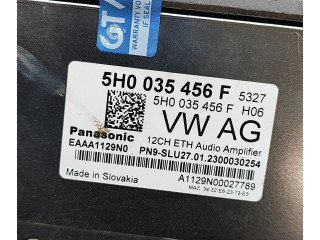 GTA
WARRANTY VOID
IF SEAL
5H0 035 456 F 5327
5H0 035 456 F H06
VW AG
Panasonic 12CH ETH Audio Amplifier
EAAA1129N0 PN9-SLU27.01.2300030254
Made in Slovakia A1129N00027789